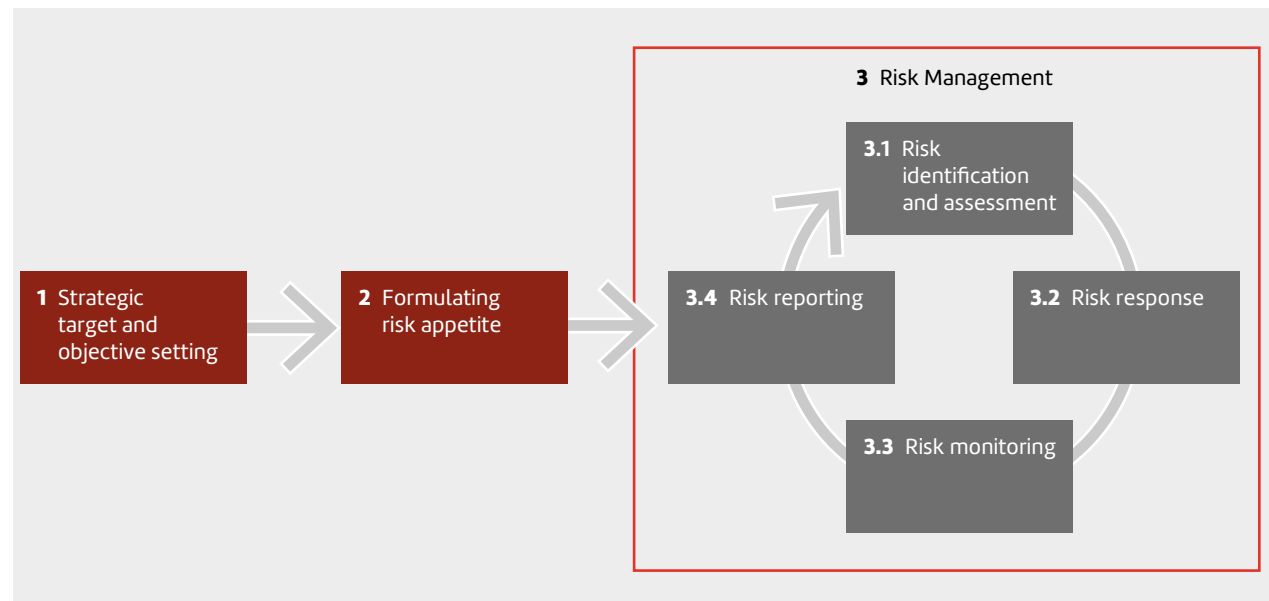 3 Risk Management
3.1 Risk
identification
and assessment
1 Strategic
target and
objective setting
2 Formulating
risk appetite
3.4 Risk reporting
3.2 Risk response
3.3 Risk monitoring